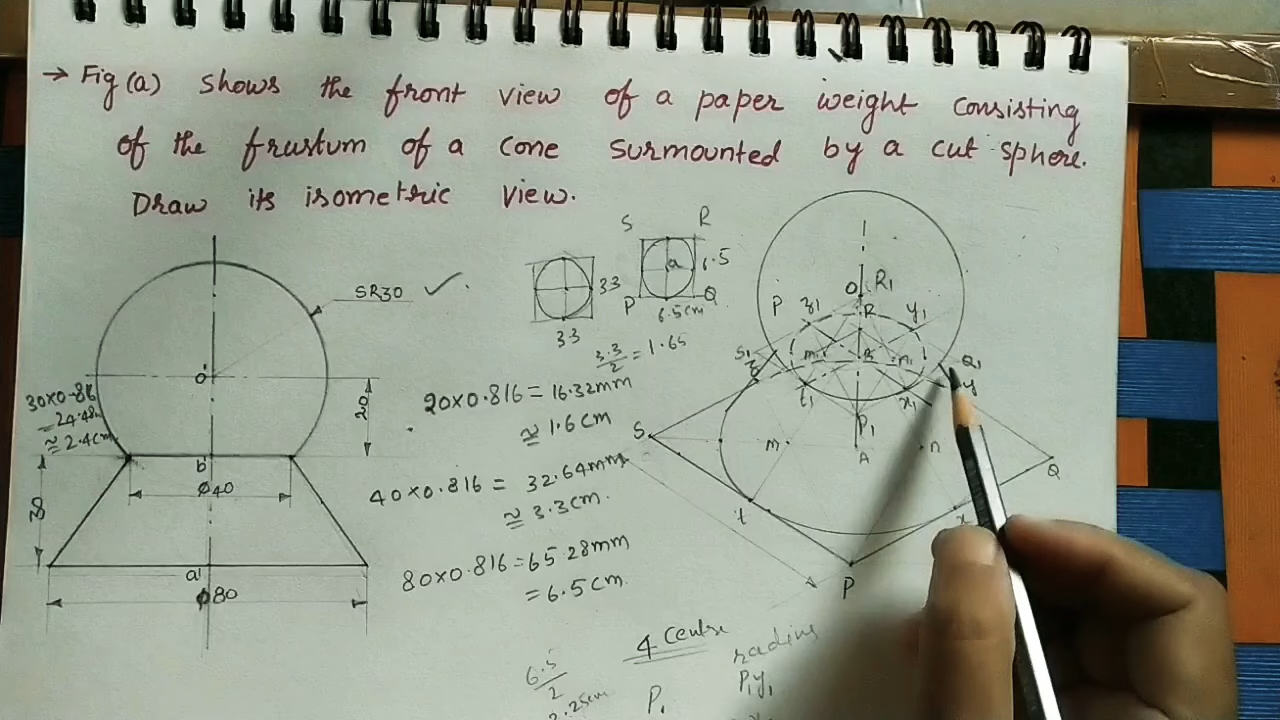 → Fig (a) shows the front view of a paper weight consisting
of the frustum of a cone surmounted by a cut sphere.
Draw its isometric view.
SR30 ✓.
o'
20
30
b'
ϕ40
a'
ϕ80
= 24.48
≈ 2.4cm
33
33
S R
a
6.5
P Q
6.5cm
3.3/2 = 1.65
20×0.816 = 16.32mm
≈ 1.6cm
40×0.816 = 32.64mm
≈ 3.3cm.
80×0.816 = 65.28mm
= 6.5cm.
6.5/2
4 Centre
radius
P1 P1y1
O R1
P z1 R y1
S1 m1 B n1 Q1
z y
t1 x1
P1
S m A n Q
t x
P